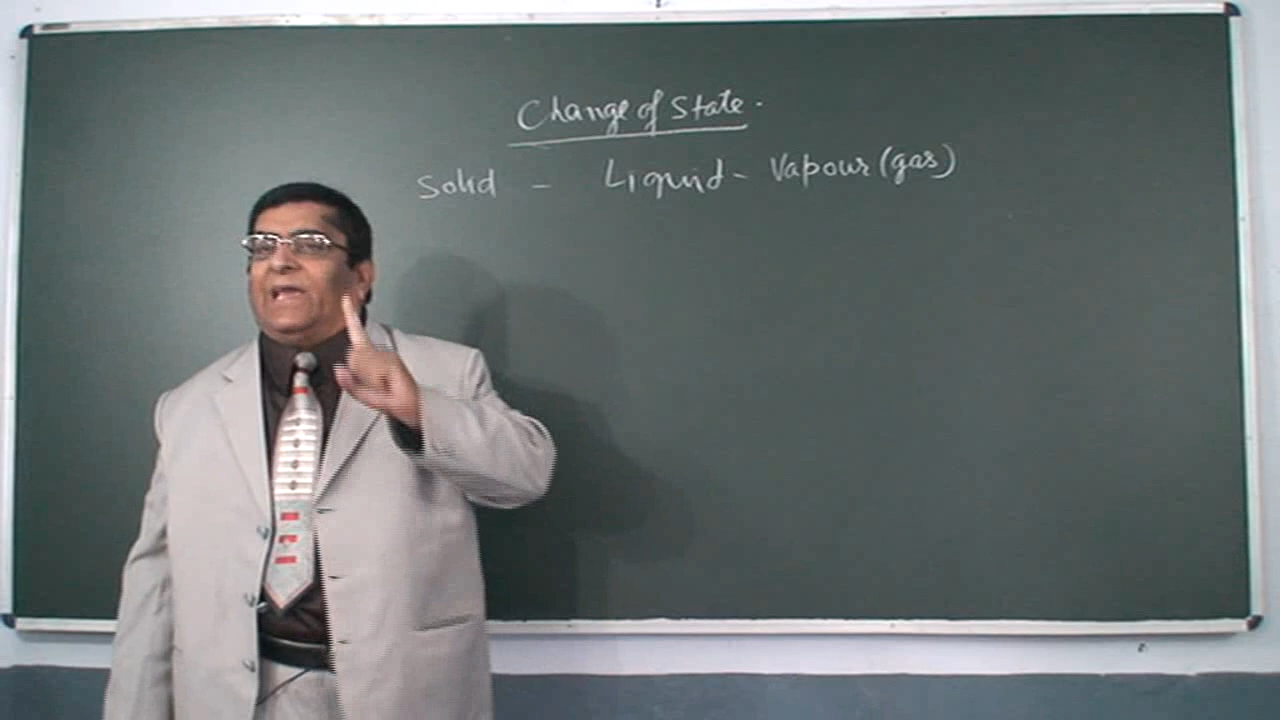 Change of State.
Solid - Liquid - Vapour (gas)